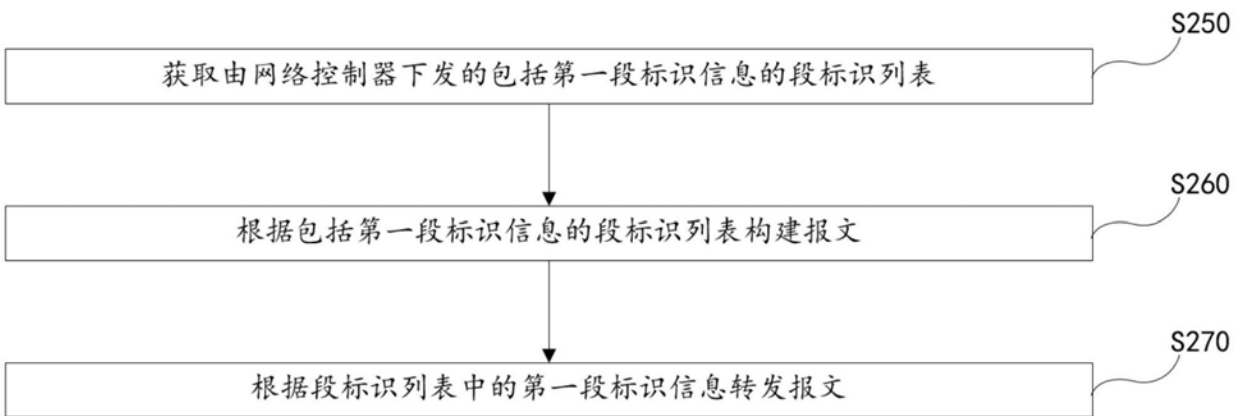 S250
获取由网络控制器下发的包括第一段标识信息的段标识列表
S260
根据包括第一段标识信息的段标识列表构建报文
S270
根据段标识列表中的第一段标识信息转发报文